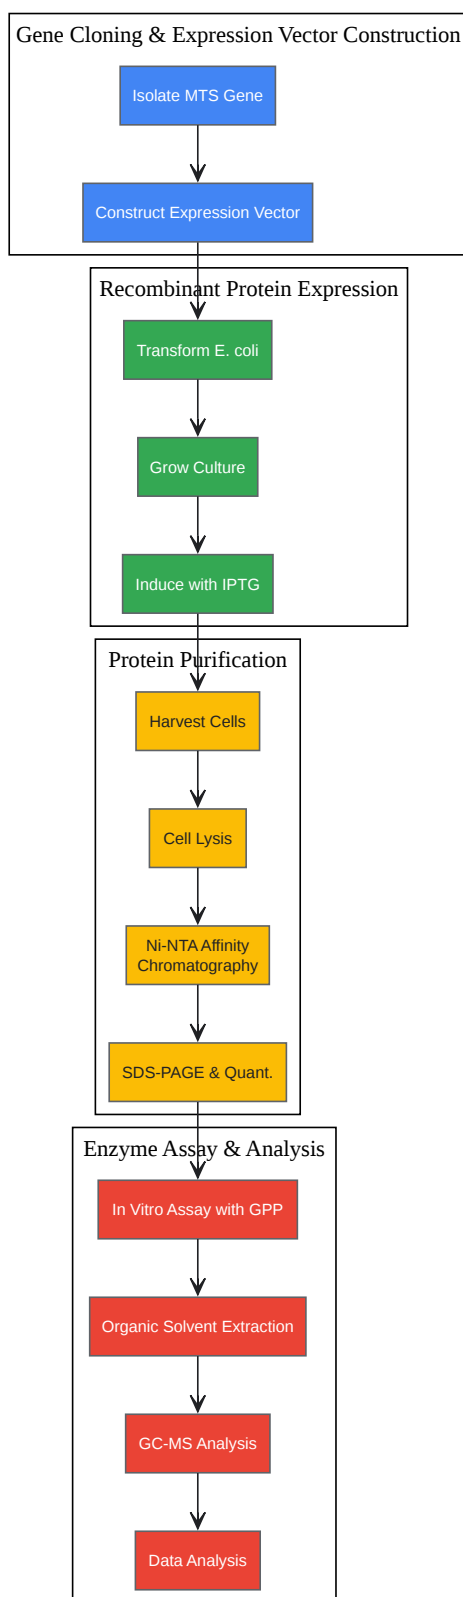 Gene Cloning & Expression Vector Construction
Isolate MTS Gene
Construct Expression Vector
Recombinant Protein Expression
Transform E. coli
Grow Culture
Induce with IPTG
Protein Purification
Harvest Cells
Cell Lysis
Ni-NTA Affinity
Chromatography
SDS-PAGE & Quant.
Enzyme Assay & Analysis
In Vitro Assay with GPP
Organic Solvent Extraction
GC-MS Analysis
Data Analysis